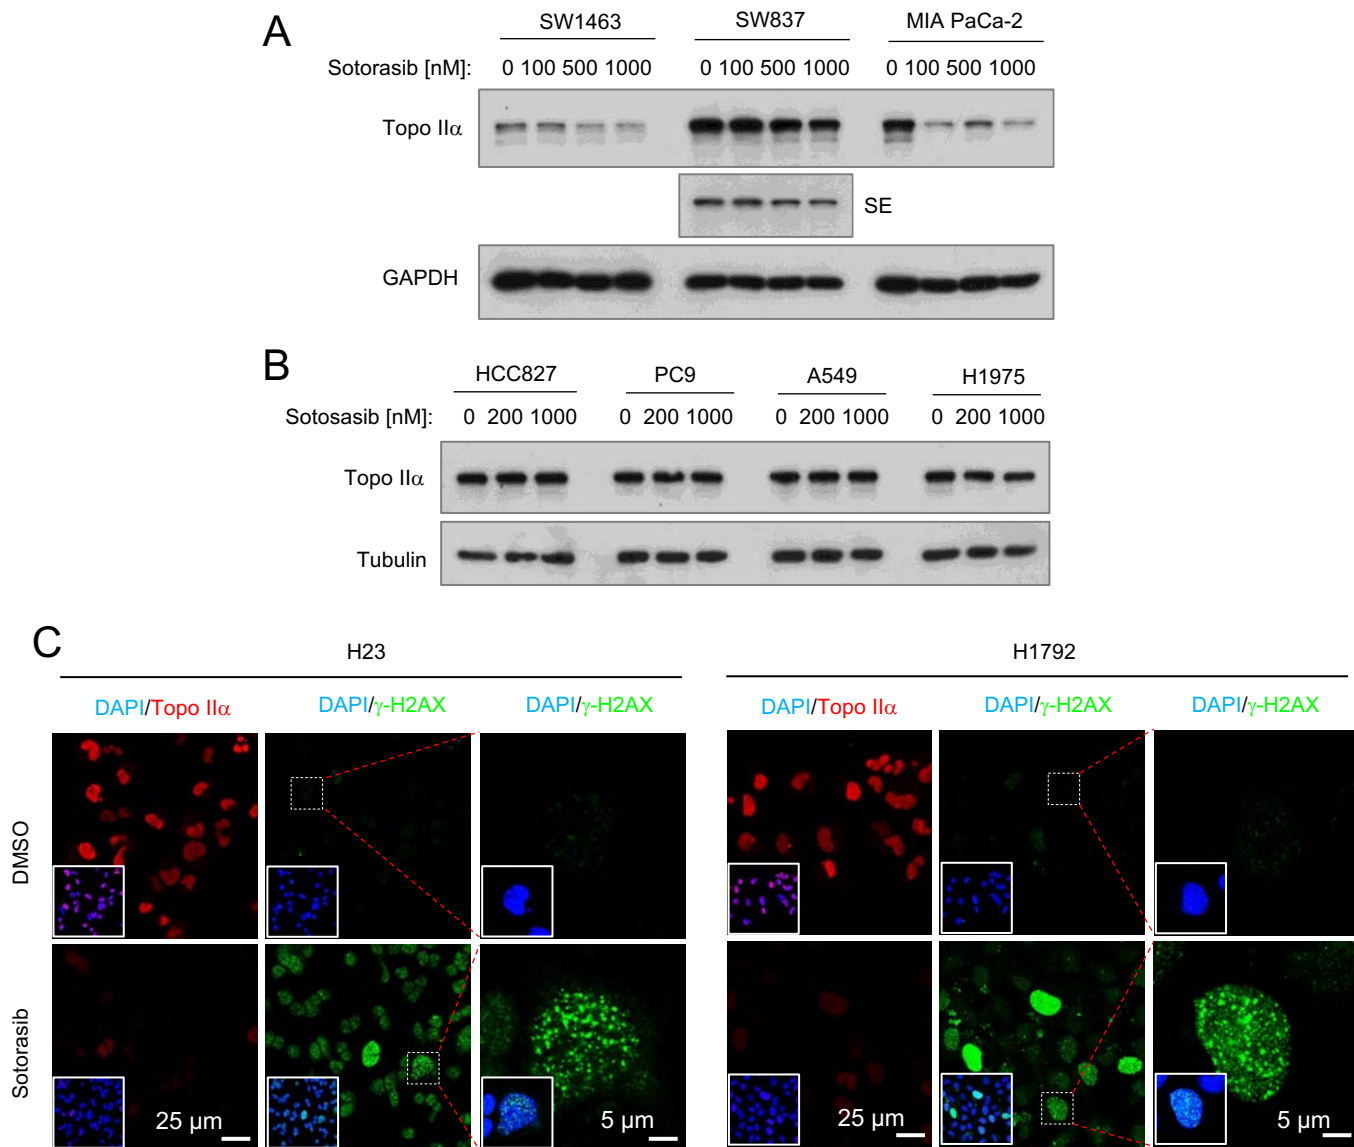 A
SW1463 SW837 MIA PaCa-2
Sotorasib [nM]: 0 100 500 1000 0 100 500 1000 0 100 500 1000
Topo IIα
SE
GAPDH
B
HCC827 PC9 A549 H1975
Sotosasib [nM]: 0 200 1000 0 200 1000 0 200 1000 0 200 1000
Topo IIα
Tubulin
C
H23 H1792
DAPI/Topo IIα DAPI/γ-H2AX DAPI/γ-H2AX DAPI/Topo IIα DAPI/γ-H2AX DAPI/γ-H2AX
DMSO
Sotorasib
25 µm 5 µm 25 µm 5 µm